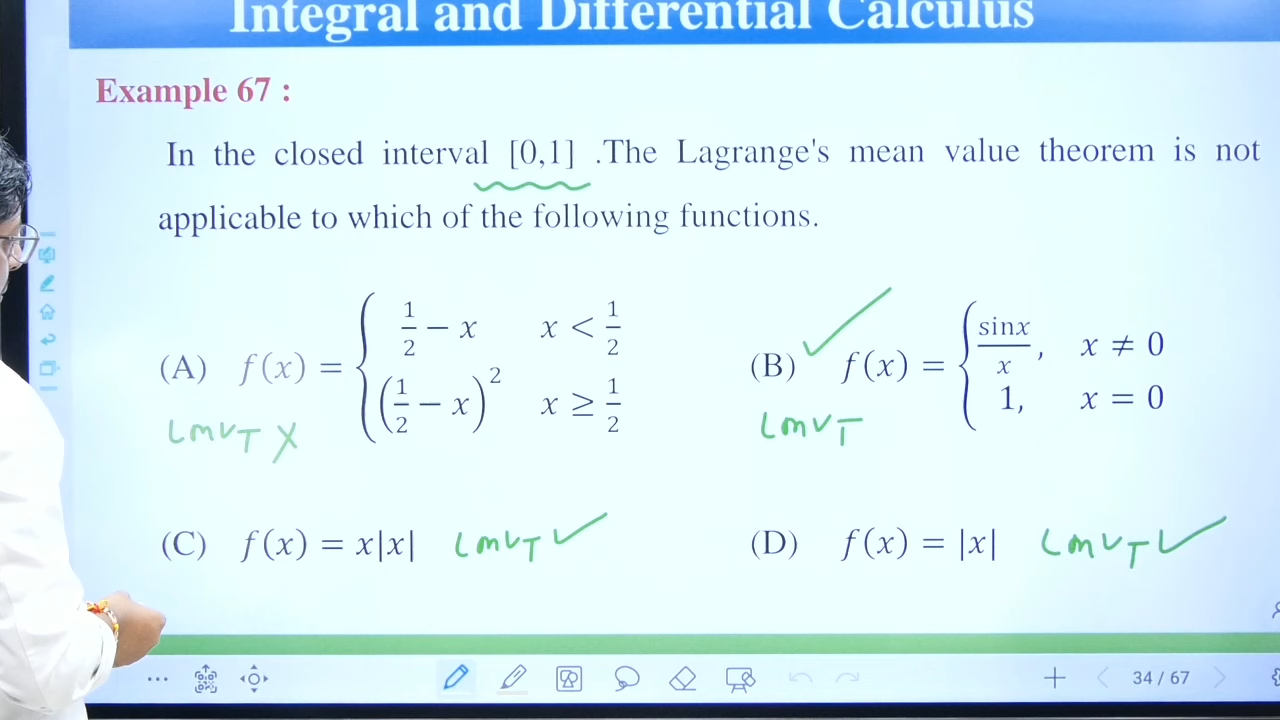 Integral and Differential Calculus
Example 67 :
In the closed interval [0,1] .The Lagrange's mean value theorem is not
applicable to which of the following functions.
(A) f(x) = { 1/2 − x x < 1/2
(1/2 − x)² x ≥ 1/2
LMVT X
(B) f(x) = { sinx/x, x ≠ 0
1, x = 0
LMVT
(C) f(x) = x|x| LMVT ✓
(D) f(x) = |x| LMVT ✓
34 / 67